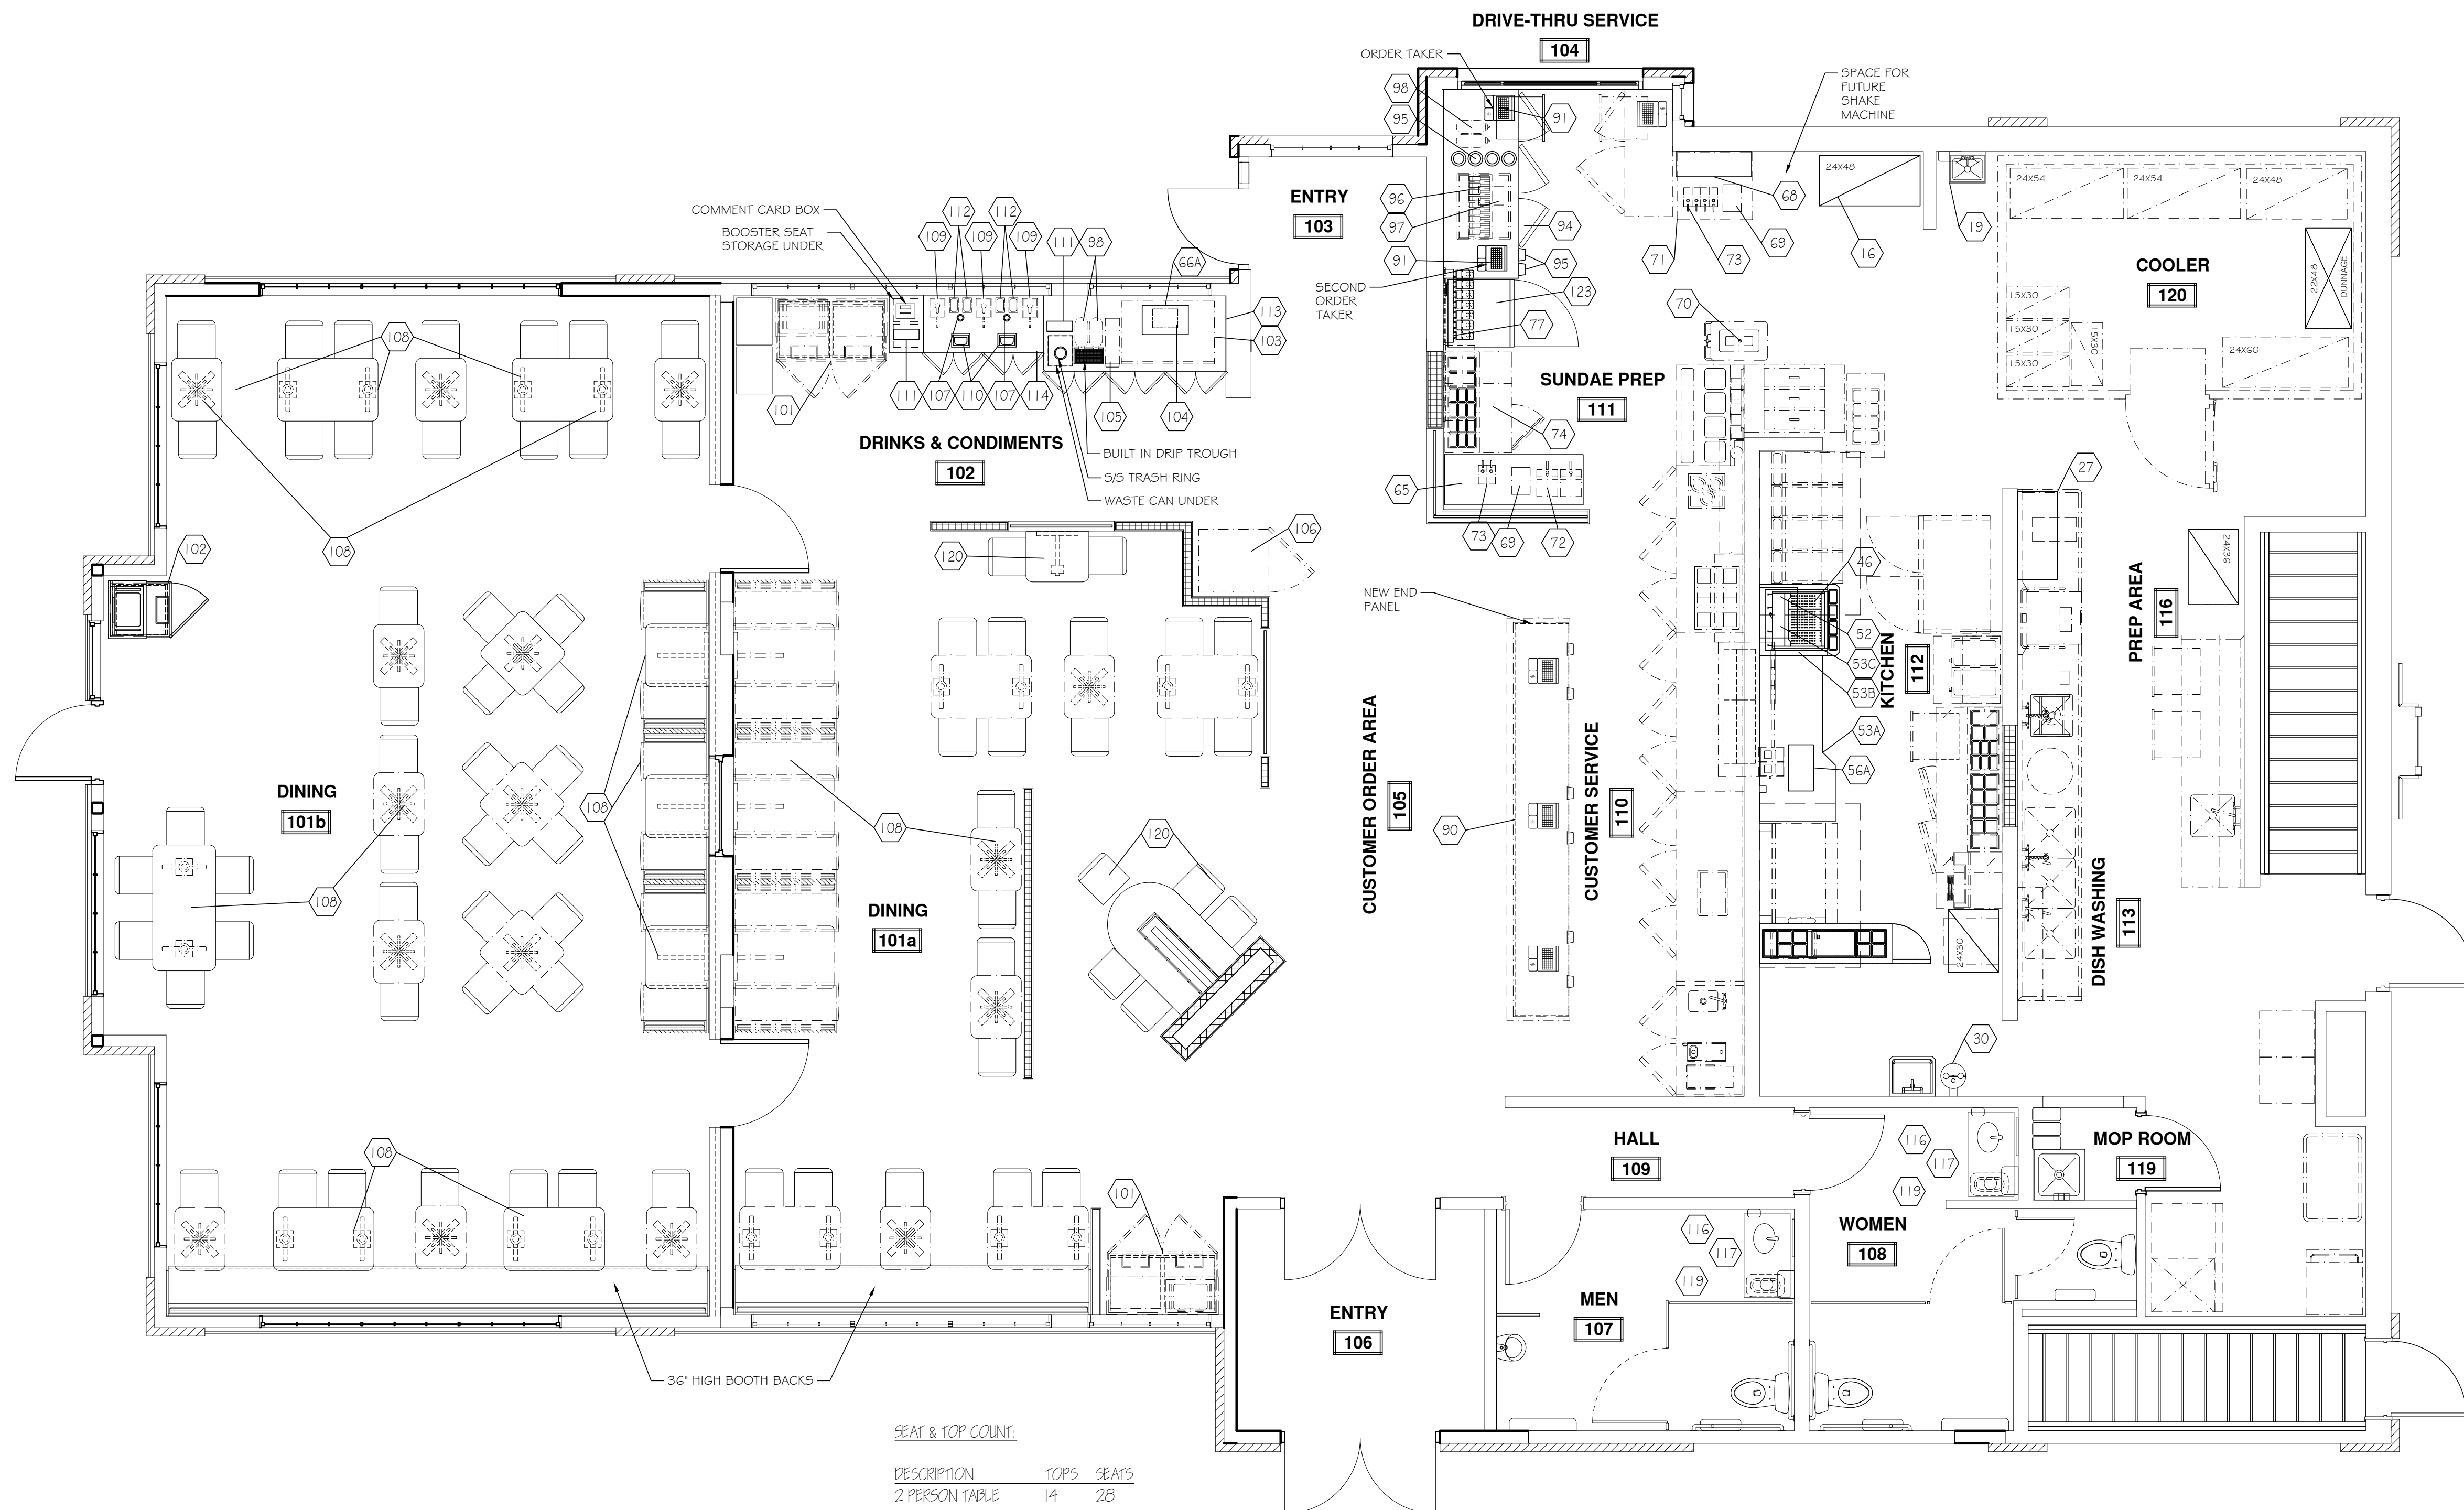 DRIVE-THRU SERVICE
104
ORDER TAKER
98
95
91
SPACE FOR
FUTURE
SHAKE
MACHINE
24X48
68
16
19
71
73
69
96
97
94
91
95
SECOND
ORDER
TAKER
123
77
70
ENTRY
103
COMMENT CARD BOX
BOOSTER SEAT
STORAGE UNDER
109
112
109
112
109
111
98
66A
113
103
101
111
107
110
107
114
105
104
DRINKS & CONDIMENTS
102
BUILT IN DRIP TROUGH
S/S TRASH RING
WASTE CAN UNDER
24X54
24X54
24X48
COOLER
120
22X48
DUNNAGE
15X30
15X30
15X30
15X30
24X60
SUNDAE PREP
111
74
65
73
69
72
108
108
102
120
106
27
24X36
NEW END
PANEL
46
52
53C
53B
53A
56A
KITCHEN
112
PREP AREA
116
DINING
101b
108
108
108
DINING
101a
120
CUSTOMER ORDER AREA
105
90
CUSTOMER SERVICE
110
24X30
DISH WASHING
113
30
HALL
109
116
117
119
MOP ROOM
119
WOMEN
108
116
117
119
MEN
107
108
101
ENTRY
106
36" HIGH BOOTH BACKS
SEAT & TOP COUNT:
DESCRIPTION TOPS SEATS
2 PERSON TABLE 14 28